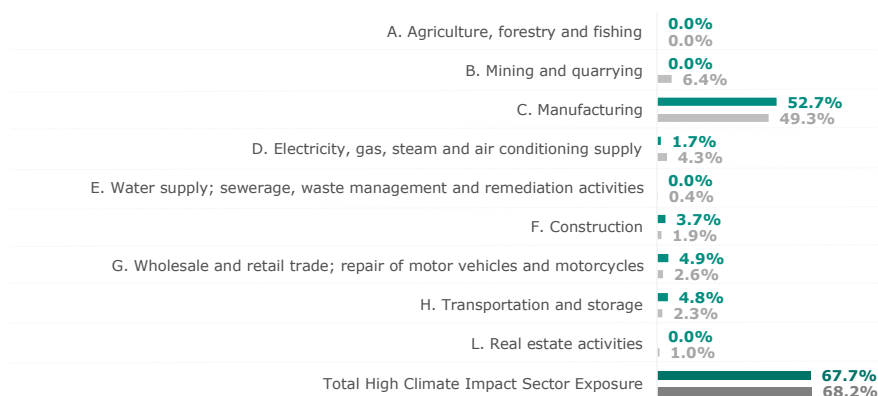 A. Agriculture, forestry and fishing
0.0%
0.0%
B. Mining and quarrying
0.0%
6.4%
C. Manufacturing
52.7%
49.3%
D. Electricity, gas, steam and air conditioning supply
1.7%
4.3%
E. Water supply; sewerage, waste management and remediation activities
0.0%
0.4%
F. Construction
3.7%
1.9%
G. Wholesale and retail trade; repair of motor vehicles and motorcycles
4.9%
2.6%
H. Transportation and storage
4.8%
2.3%
L. Real estate activities
0.0%
1.0%
Total High Climate Impact Sector Exposure
67.7%
68.2%